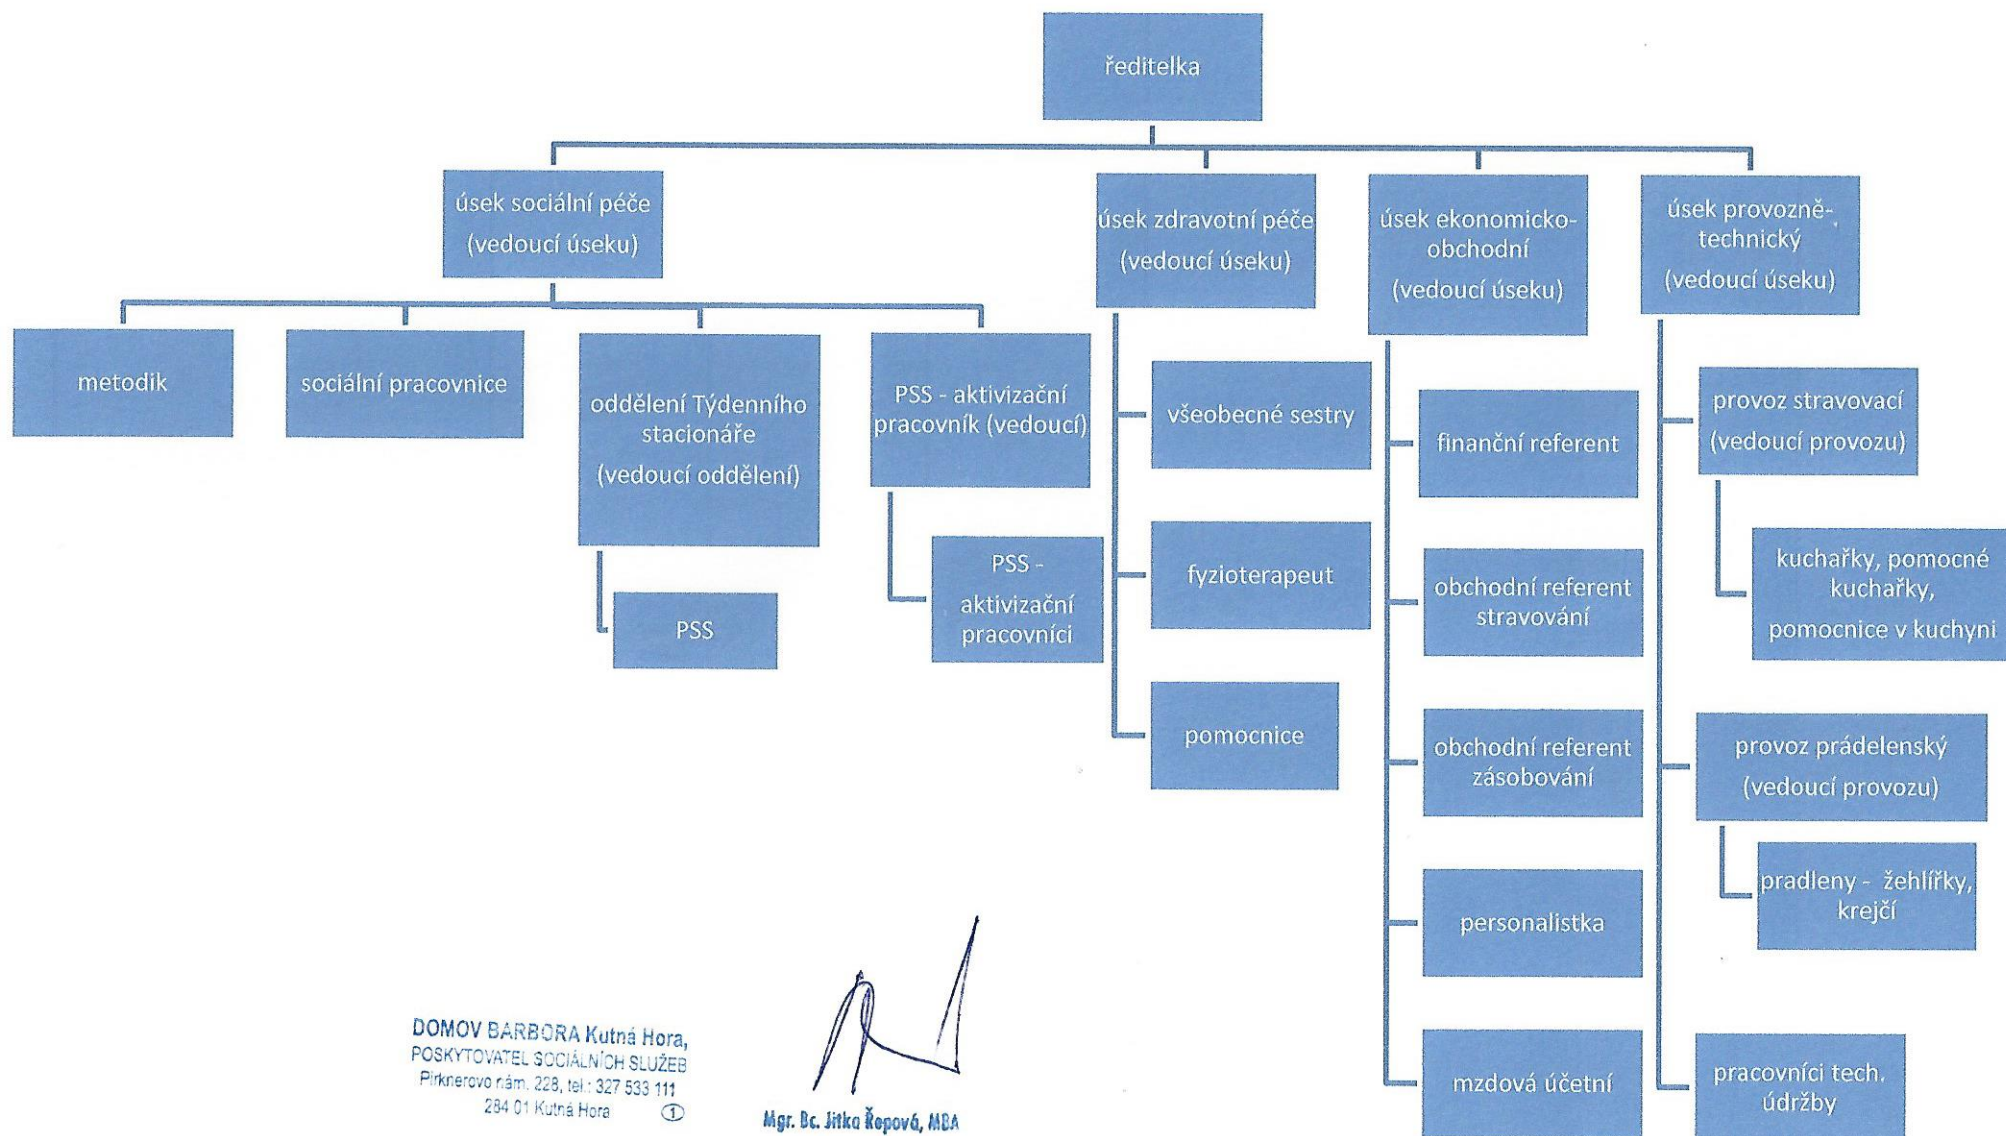 ředitelka
úsek sociální péče
(vedoucí úseku)
úsek zdravotní péče
(vedoucí úseku)
úsek ekonomicko-
obchodní
(vedoucí úseku)
úsek provozně-
technický
(vedoucí úseku)
metodik
sociální pracovnice
oddělení Týdenního
stacionáře
(vedoucí oddělení)
PSS
PSS - aktivizační
pracovník (vedoucí)
PSS -
aktivizační
pracovníci
všeobecné sestry
fyzioterapeut
pomocnice
finanční referent
obchodní referent
stravování
obchodní referent
zásobování
personalistka
mzdová účetní
provoz stravovací
(vedoucí provozu)
kuchařky, pomocné
kuchařky,
pomocnice v kuchyni
provoz prádelenský
(vedoucí provozu)
pradleny - žehlířky,
krejčí
pracovníci tech.
údržby
DOMOV BARBORA Kutná Hora,
POSKYTOVATEL SOCIÁLNÍCH SLUŽEB
Pirknerovo nám. 228, tel.: 327 533 111
284 01 Kutná Hora ①
Mgr. Bc. Jitka Řepová, MBA